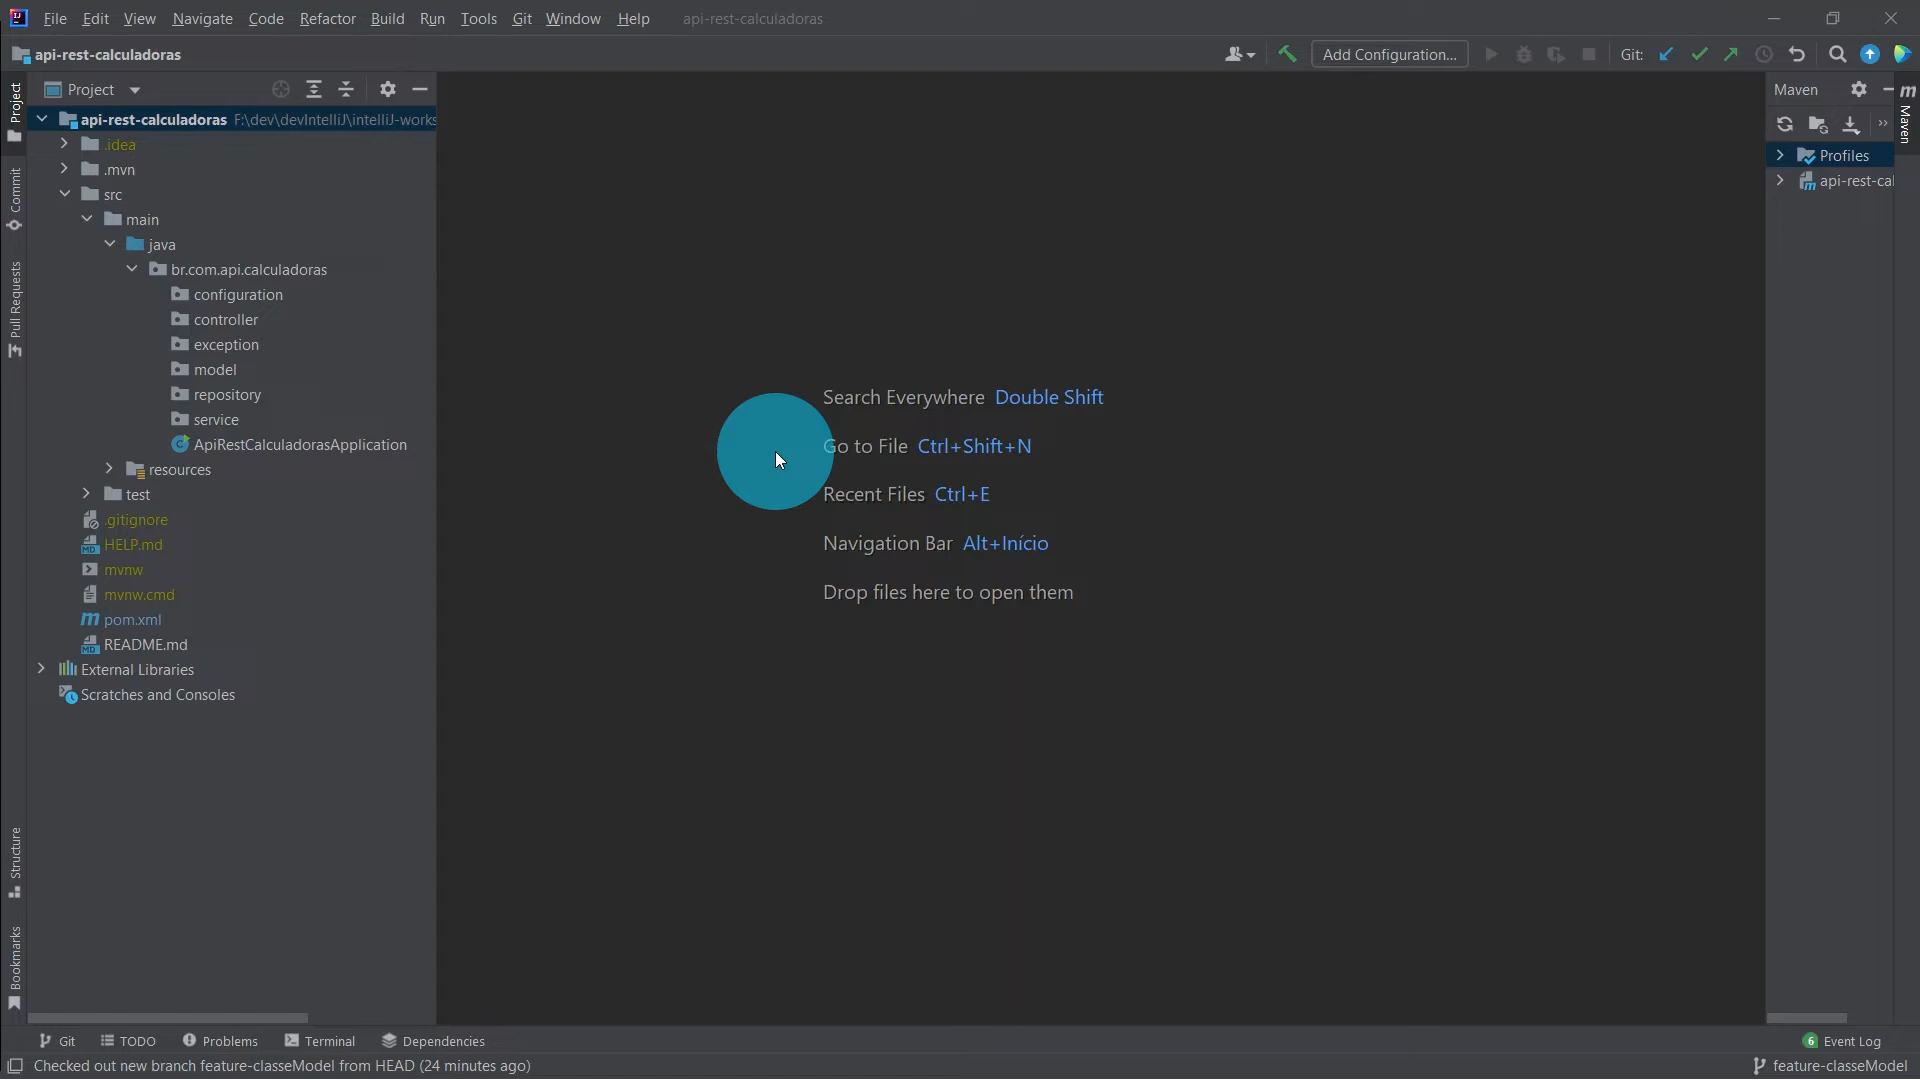 File Edit View Navigate Code Refactor Build Run Tools Git Window Help api-rest-calculadoras
api-rest-calculadoras
Add Configuration...
Git:
Project
Maven
api-rest-calculadoras F:\dev\devIntelliJ\intelliJ-works
.idea
.mvn
src
main
java
br.com.api.calculadoras
configuration
controller
exception
model
repository
service
ApiRestCalculadorasApplication
resources
test
.gitignore
HELP.md
mvnw
mvnw.cmd
pom.xml
README.md
External Libraries
Scratches and Consoles
Search Everywhere Double Shift
Go to File Ctrl+Shift+N
Recent Files Ctrl+E
Navigation Bar Alt+Início
Drop files here to open them
Profiles
api-rest-cal
Project
Commit
Pull Requests
Structure
Bookmarks
Maven
Git TODO Problems Terminal Dependencies
6 Event Log
Checked out new branch feature-classeModel from HEAD (24 minutes ago)
feature-classeModel